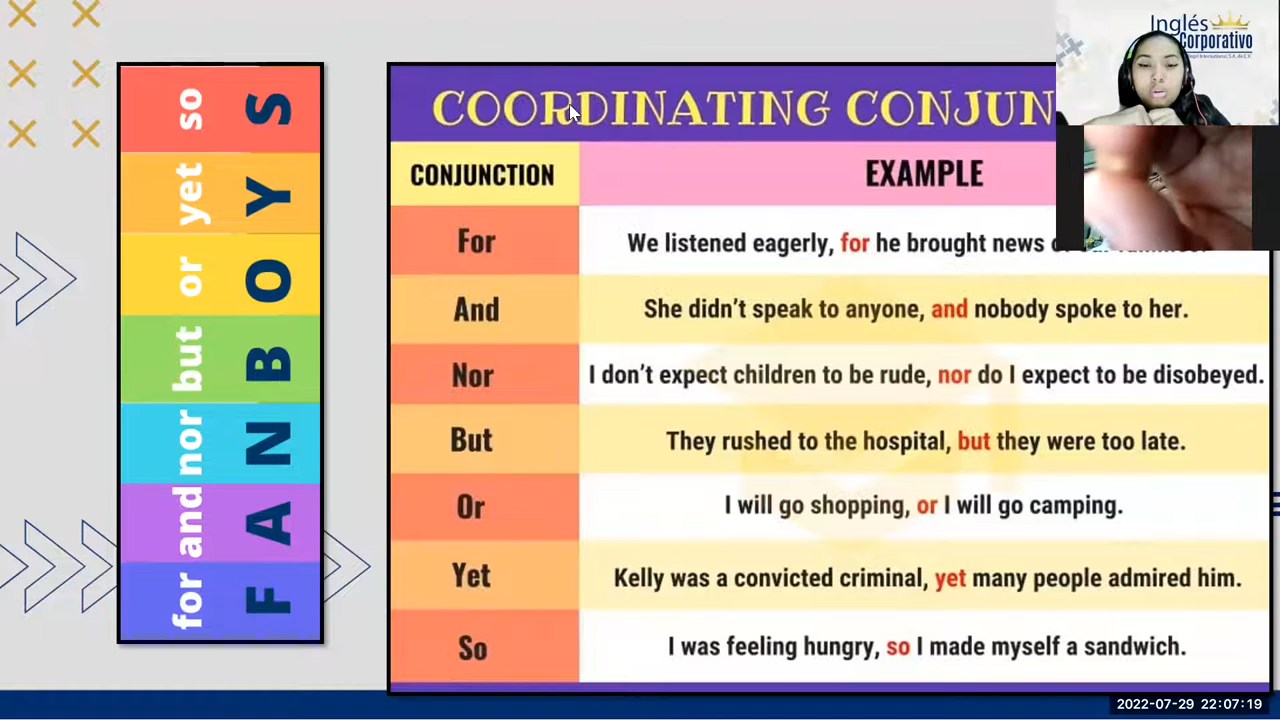 Inglés
Corporativo
COORDINATING CONJUN
CONJUNCTION EXAMPLE
For We listened eagerly, for he brought news
And She didn't speak to anyone, and nobody spoke to her.
Nor I don't expect children to be rude, nor do I expect to be disobeyed.
But They rushed to the hospital, but they were too late.
Or I will go shopping, or I will go camping.
Yet Kelly was a convicted criminal, yet many people admired him.
So I was feeling hungry, so I made myself a sandwich.
for and nor but or yet so
F A N B O Y S
2022-07-29 22:07:19